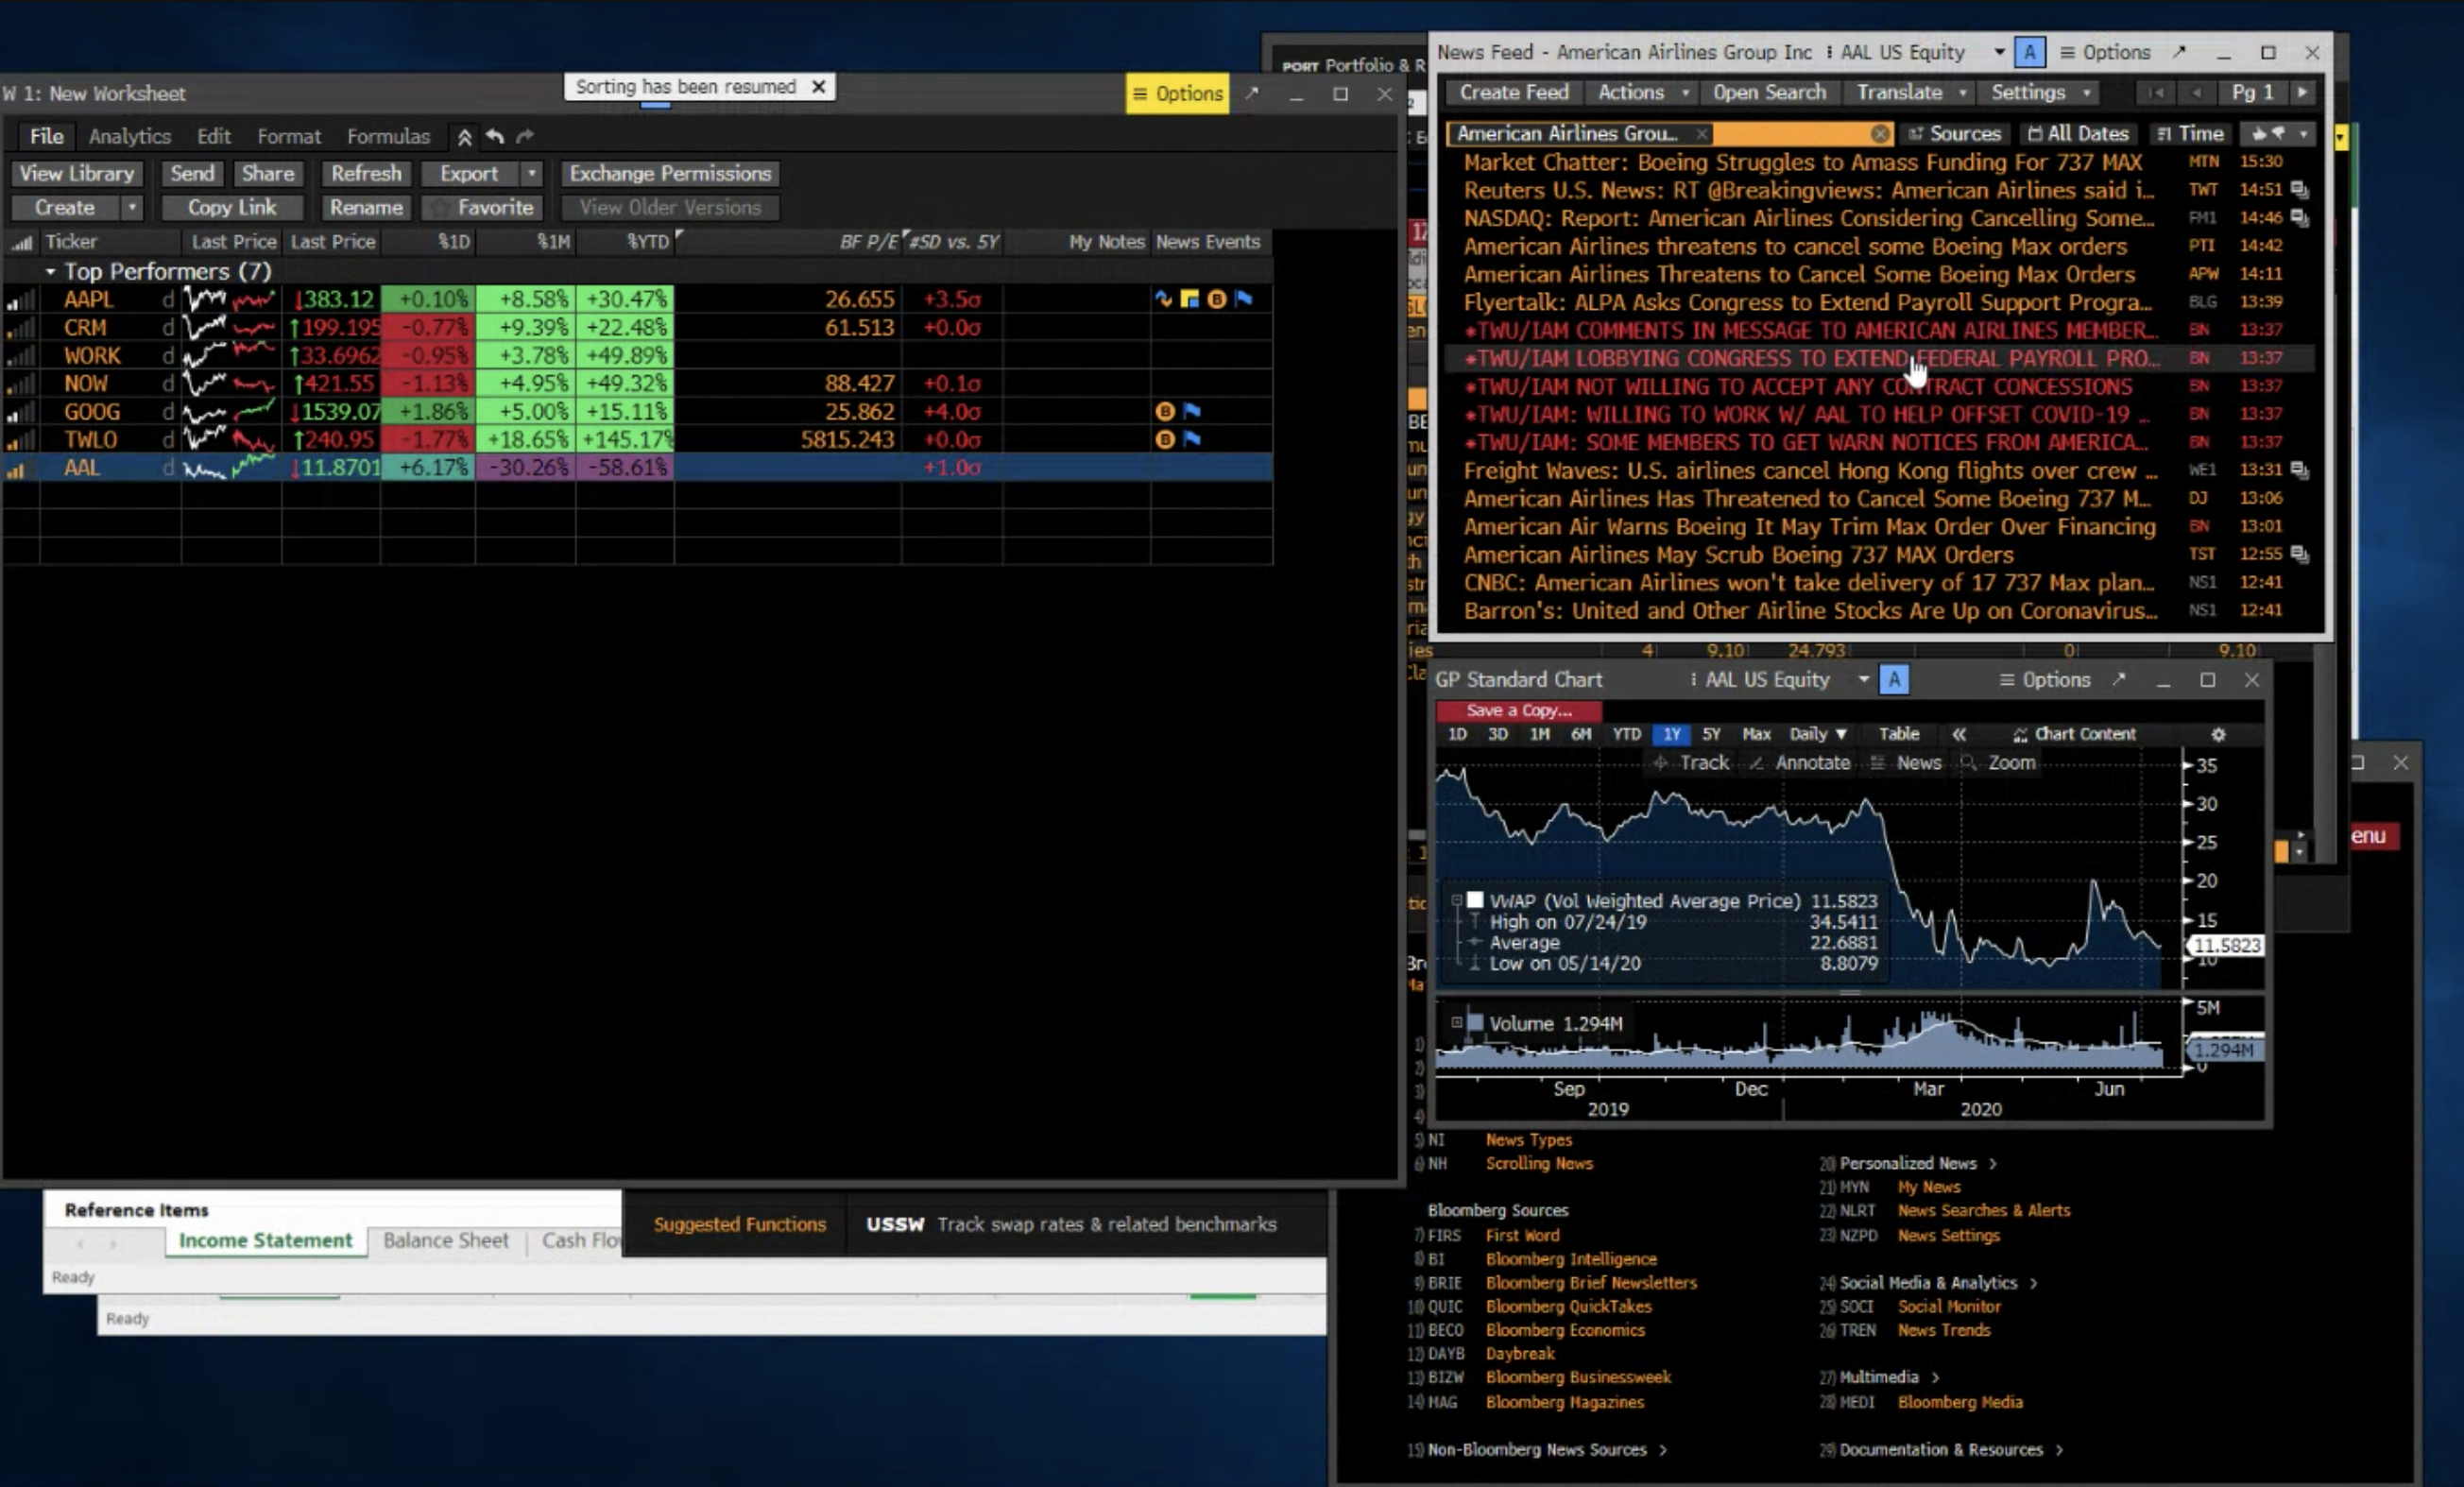 W 1: New Worksheet
Sorting has been resumed
Options
File Analytics Edit Format Formulas
View Library Send Share Refresh Export Exchange Permissions
Create Copy Link Rename Favorite View Older Versions
Ticker Last Price Last Price %1D %1M %YTD BF P/E #SD vs. 5Y My Notes News Events
Top Performers (7)
AAPL d ↓383.12 +0.10% +8.58% +30.47% 26.655 +3.5σ
CRM d ↑199.195 -0.77% +9.39% +22.48% 61.513 +0.0σ
WORK d ↑33.6962 -0.95% +3.78% +49.89%
NOW d ↑421.55 -1.13% +4.95% +49.32% 88.427 +0.1σ
GOOG d ↓1539.07 +1.86% +5.00% +15.11% 25.862 +4.0σ
TWLO d ↑240.95 -1.77% +18.65% +145.17% 5815.243 +0.0σ
AAL d ↓11.8701 +6.17% -30.26% -58.61% +1.0σ
Reference Items
Income Statement Balance Sheet Cash Flo
Ready
Ready
Suggested Functions USSW Track swap rates & related benchmarks
PORT Portfolio & R
News Feed - American Airlines Group Inc AAL US Equity A Options
Create Feed Actions Open Search Translate Settings Pg 1
American Airlines Grou... Sources All Dates Time
Market Chatter: Boeing Struggles to Amass Funding For 737 MAX MTN 15:30
Reuters U.S. News: RT @Breakingviews: American Airlines said i... TWT 14:51
NASDAQ: Report: American Airlines Considering Cancelling Some... FM1 14:46
American Airlines threatens to cancel some Boeing Max orders PTI 14:42
American Airlines Threatens to Cancel Some Boeing Max Orders APW 14:11
Flyertalk: ALPA Asks Congress to Extend Payroll Support Progra... BLG 13:39
*TWU/IAM COMMENTS IN MESSAGE TO AMERICAN AIRLINES MEMBER... BN 13:37
*TWU/IAM LOBBYING CONGRESS TO EXTEND FEDERAL PAYROLL PRO... BN 13:37
*TWU/IAM NOT WILLING TO ACCEPT ANY CONTRACT CONCESSIONS BN 13:37
*TWU/IAM: WILLING TO WORK W/ AAL TO HELP OFFSET COVID-19 ... BN 13:37
*TWU/IAM: SOME MEMBERS TO GET WARN NOTICES FROM AMERICA... BN 13:37
Freight Waves: U.S. airlines cancel Hong Kong flights over crew ... WE1 13:31
American Airlines Has Threatened to Cancel Some Boeing 737 M... DJ 13:06
American Air Warns Boeing It May Trim Max Order Over Financing BN 13:01
American Airlines May Scrub Boeing 737 MAX Orders TST 12:55
CNBC: American Airlines won't take delivery of 17 737 Max plan... NS1 12:41
Barron's: United and Other Airline Stocks Are Up on Coronavirus... NS1 12:41
4 9.10 24.793 0 9.10
GP Standard Chart AAL US Equity A Options
Save a Copy...
1D 3D 1M 6M YTD 1Y 5Y Max Daily ▼ Table « Chart Content
Track Annotate News Zoom
35
30
25
20
15
10
VWAP (Vol Weighted Average Price) 11.5823
High on 07/24/19 34.5411
Average 22.6881
Low on 05/14/20 8.8079
11.5823
5M
Volume 1.294M
1.294M
0
Sep Dec Mar Jun
2019 2020
enu
5) NI News Types
6) NH Scrolling News
Bloomberg Sources
7) FIRS First Word
8) BI Bloomberg Intelligence
9) BRIE Bloomberg Brief Newsletters
10) QUIC Bloomberg QuickTakes
11) BECO Bloomberg Economics
12) DAYB Daybreak
13) BIZW Bloomberg Businessweek
14) MAG Bloomberg Magazines
15) Non-Bloomberg News Sources >
20) Personalized News >
21) MYN My News
22) NLRT News Searches & Alerts
23) NZPD News Settings
24) Social Media & Analytics >
25) SOCI Social Monitor
26) TREN News Trends
27) Multimedia >
28) MEDI Bloomberg Media
29) Documentation & Resources >